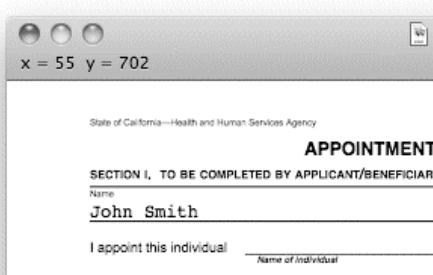 x = 55 y = 702
State of California—Health and Human Services Agency
APPOINTMENT
SECTION I. TO BE COMPLETED BY APPLICANT/BENEFICIAR
Name
John Smith
I appoint this individual
Name of Individual